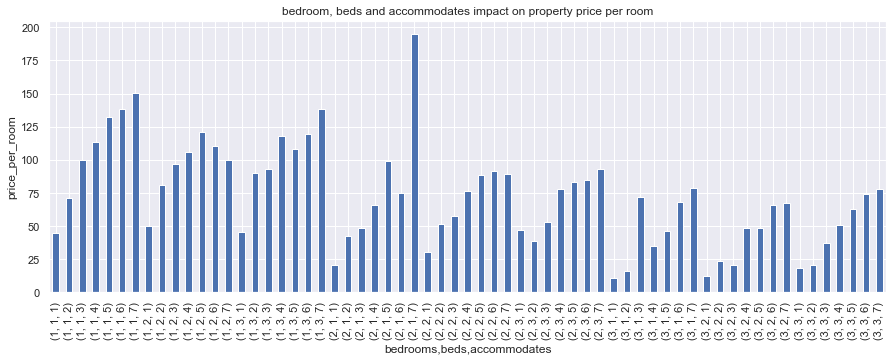 bedroom, beds and accommodates impact on property price per room
200
175
150
125
100
75
50
25
0
price_per_room
(1, 1, 1)
(1, 1, 2)
(1, 1, 3)
(1, 1, 4)
(1, 1, 5)
(1, 1, 6)
(1, 1, 7)
(1, 2, 1)
(1, 2, 2)
(1, 2, 3)
(1, 2, 4)
(1, 2, 5)
(1, 2, 6)
(1, 2, 7)
(1, 3, 1)
(1, 3, 2)
(1, 3, 3)
(1, 3, 4)
(1, 3, 5)
(1, 3, 6)
(1, 3, 7)
(2, 1, 1)
(2, 1, 2)
(2, 1, 3)
(2, 1, 4)
(2, 1, 5)
(2, 1, 6)
(2, 1, 7)
(2, 2, 1)
(2, 2, 2)
(2, 2, 3)
(2, 2, 4)
(2, 2, 5)
(2, 2, 6)
(2, 2, 7)
(2, 3, 1)
(2, 3, 2)
(2, 3, 3)
(2, 3, 4)
(2, 3, 5)
(2, 3, 6)
(2, 3, 7)
(3, 1, 1)
(3, 1, 2)
(3, 1, 3)
(3, 1, 4)
(3, 1, 5)
(3, 1, 6)
(3, 1, 7)
(3, 2, 1)
(3, 2, 2)
(3, 2, 3)
(3, 2, 4)
(3, 2, 5)
(3, 2, 6)
(3, 2, 7)
(3, 3, 1)
(3, 3, 2)
(3, 3, 3)
(3, 3, 4)
(3, 3, 5)
(3, 3, 6)
(3, 3, 7)
bedrooms,beds,accommodates